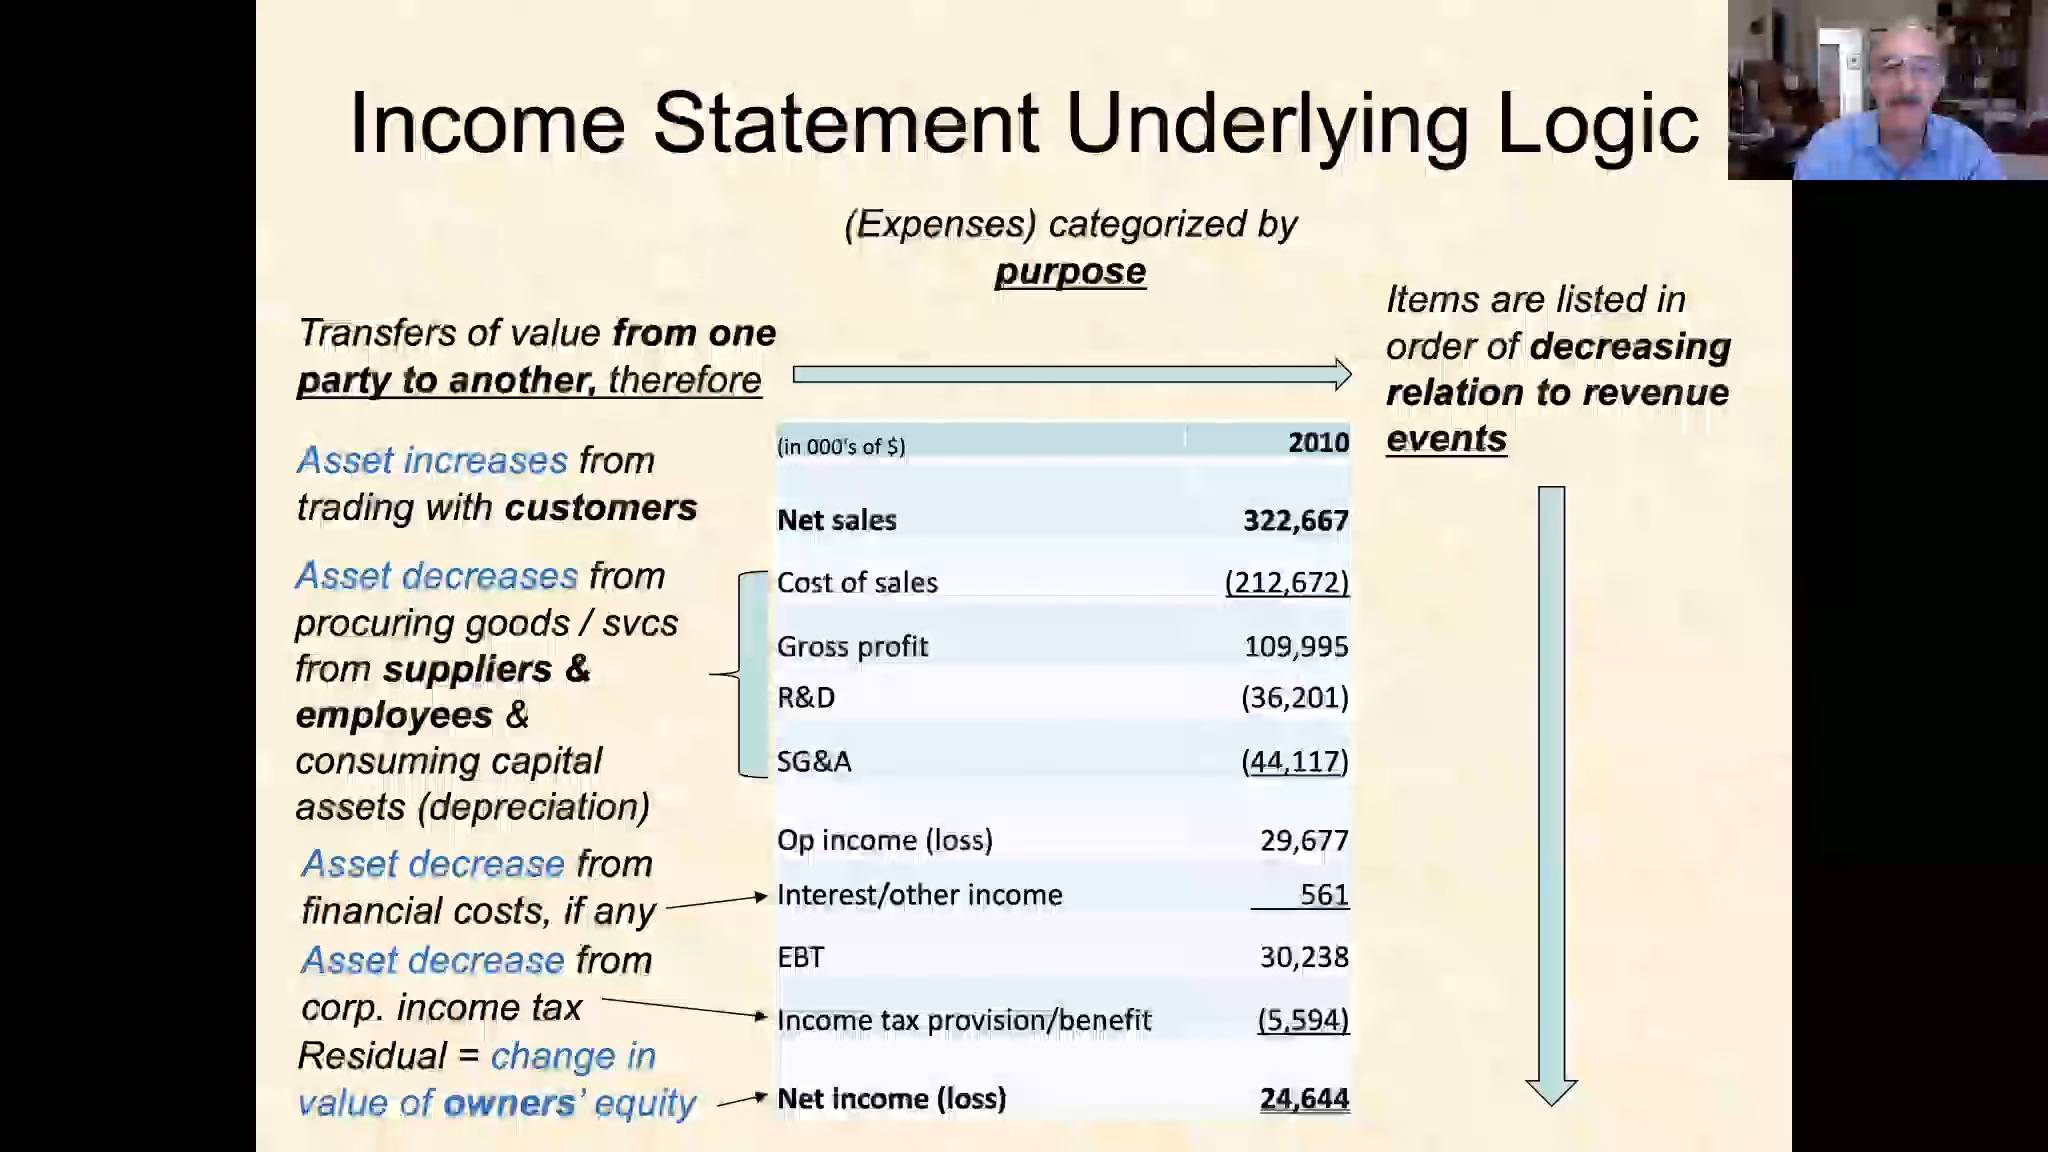 Income Statement Underlying Logic
(Expenses) categorized by
purpose
Transfers of value from one
party to another, therefore
Items are listed in
order of decreasing
relation to revenue
events
Asset increases from
trading with customers
Asset decreases from
procuring goods / svcs
from suppliers &
employees &
consuming capital
assets (depreciation)
Asset decrease from
financial costs, if any
Asset decrease from
corp. income tax
Residual = change in
value of owners' equity
(in 000's of $) 2010
Net sales 322,667
Cost of sales (212,672)
Gross profit 109,995
R&D (36,201)
SG&A (44,117)
Op income (loss) 29,677
Interest/other income 561
EBT 30,238
Income tax provision/benefit (5,594)
Net income (loss) 24,644